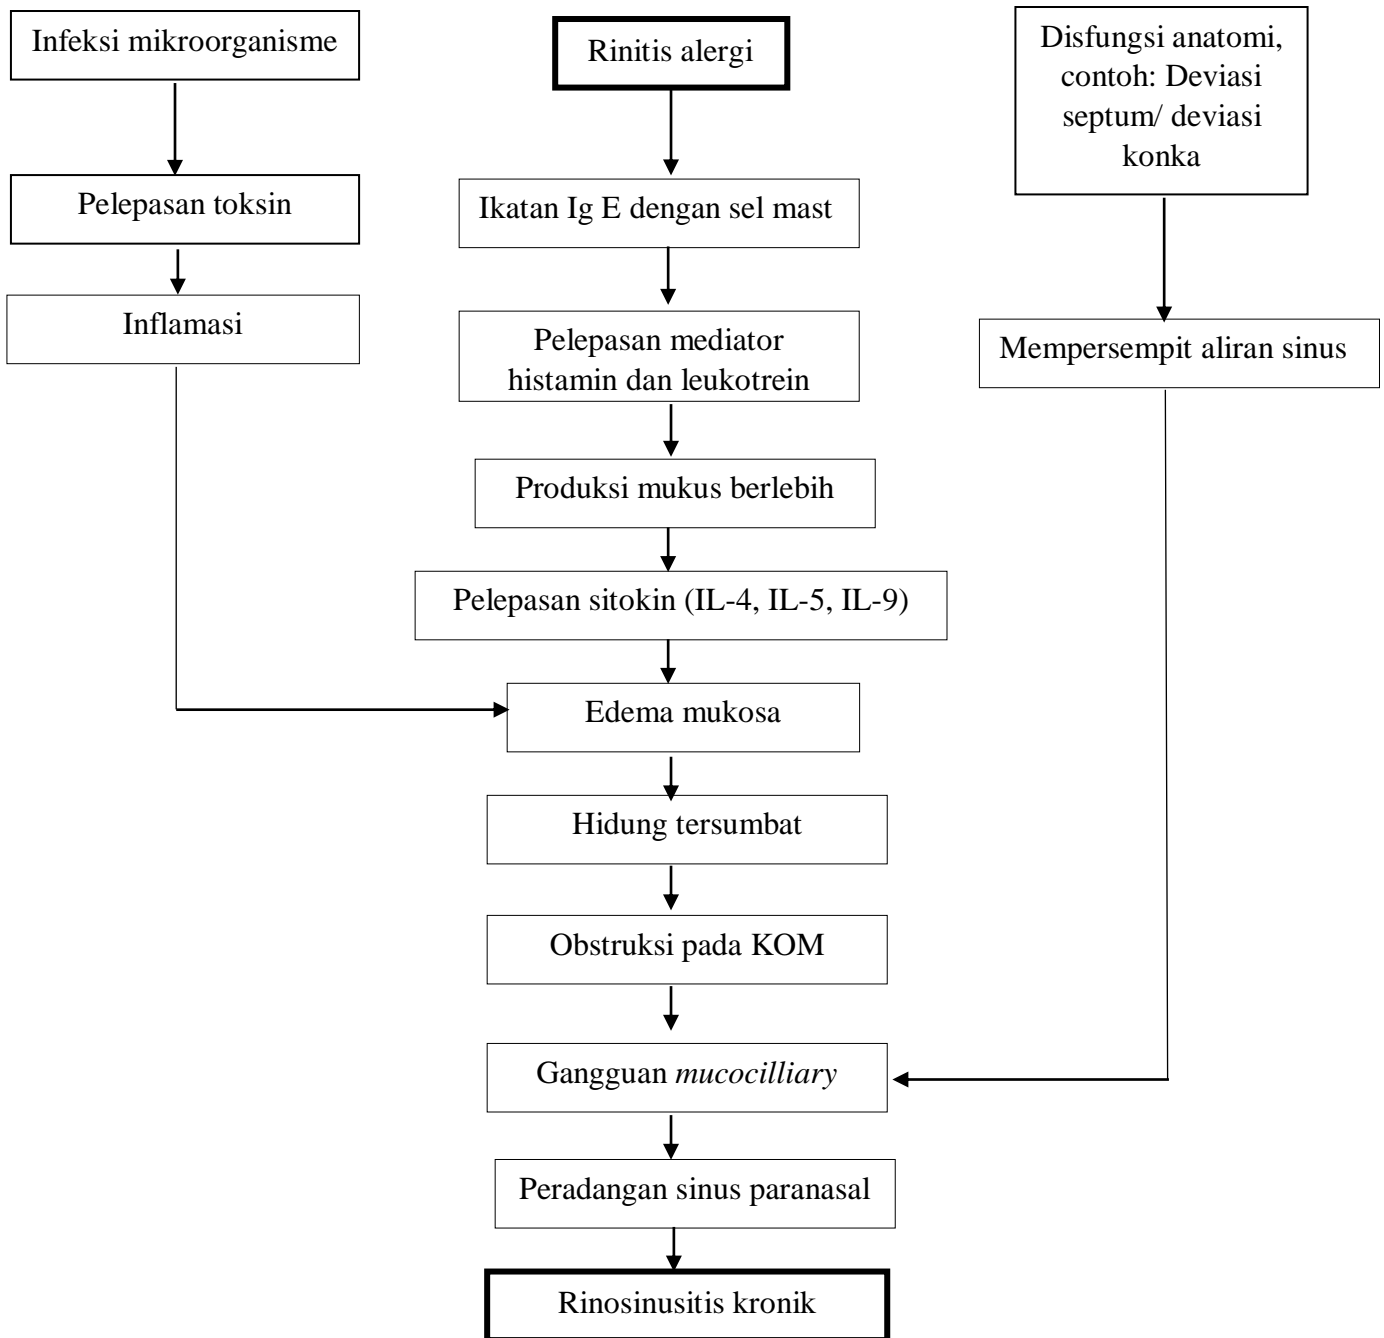 Infeksi mikroorganisme
Pelepasan toksin
Inflamasi
Rinitis alergi
Ikatan Ig E dengan sel mast
Pelepasan mediator
histamin dan leukotrein
Produksi mukus berlebih
Pelepasan sitokin (IL-4, IL-5, IL-9)
Edema mukosa
Hidung tersumbat
Obstruksi pada KOM
Gangguan mucocilliary
Peradangan sinus paranasal
Rinosinusitis kronik
Disfungsi anatomi,
contoh: Deviasi
septum/ deviasi
konka
Mempersempit aliran sinus